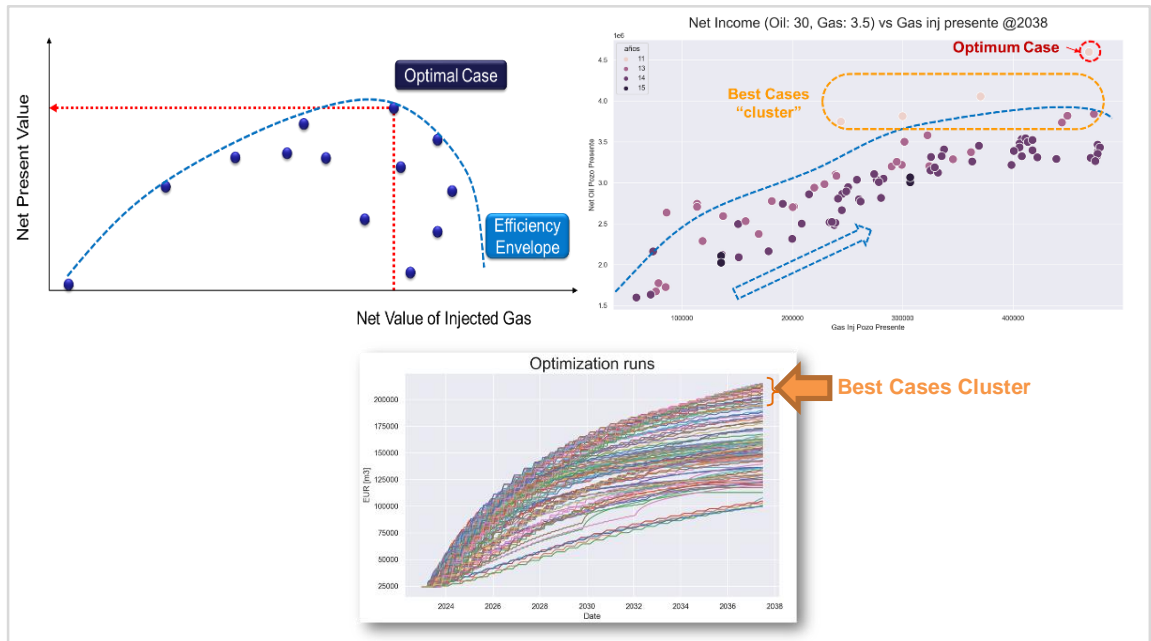 Net Present Value
Optimal Case
Efficiency
Envelope
Net Value of Injected Gas
Net Income (Oil: 30, Gas: 3.5) vs Gas inj presente @2038
1e6
años
11
13
14
15
Optimum Case
Best Cases
“cluster”
Net Oil Pozo Presente
4.5
4.0
3.5
3.0
2.5
2.0
1.5
100000
200000
300000
400000
Gas Inj Pozo Presente
Optimization runs
Best Cases Cluster
EUR [m3]
200000
175000
150000
125000
100000
75000
50000
25000
2024
2026
2028
2030
2032
2034
2036
2038
Date